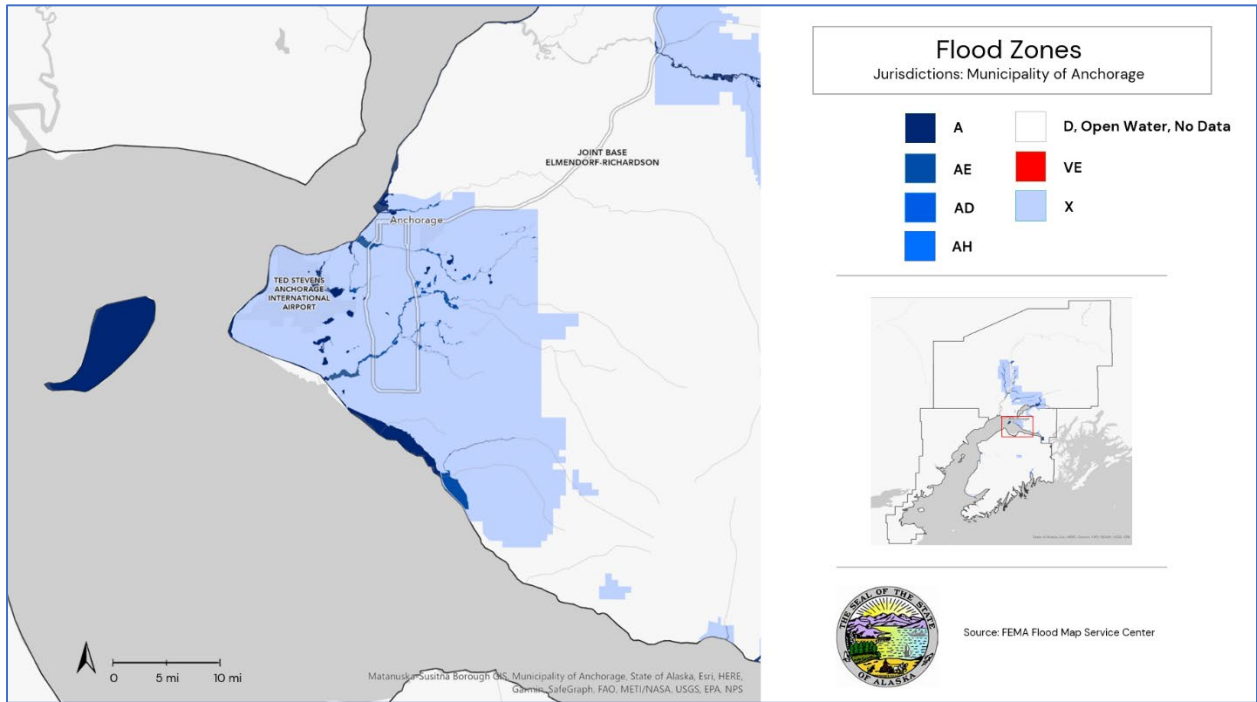 Flood Zones
Jurisdictions: Municipality of Anchorage
A
AE
AD
AH
D, Open Water, No Data
VE
X
JOINT BASE
ELMENDORF-RICHARDSON
Anchorage
TED STEVENS
ANCHORAGE
INTERNATIONAL
AIRPORT
0 5 mi 10 mi
Matanuska-Susitna Borough GIS, Municipality of Anchorage, State of Alaska, Esri, HERE,
Garmin, SafeGraph, FAO, METI/NASA, USGS, EPA, NPS
THE SEAL OF THE STATE
OF ALASKA
Source: FEMA Flood Map Service Center